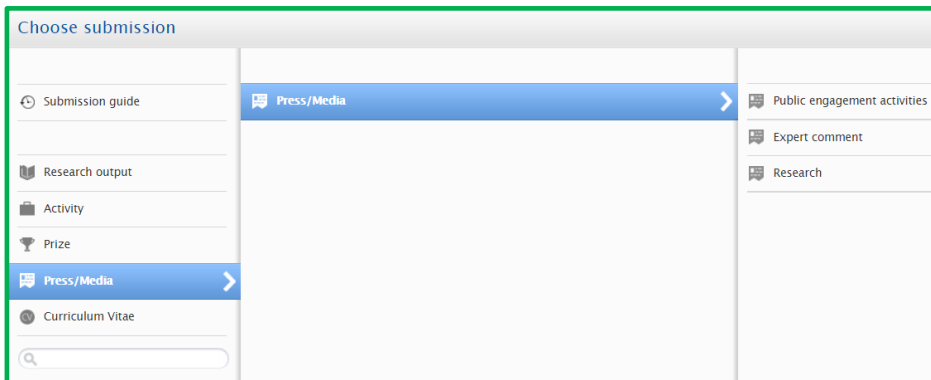 Choose submission
Submission guide
Research output
Activity
Prize
Press/Media
Curriculum Vitae
Press/Media
Public engagement activities
Expert comment
Research